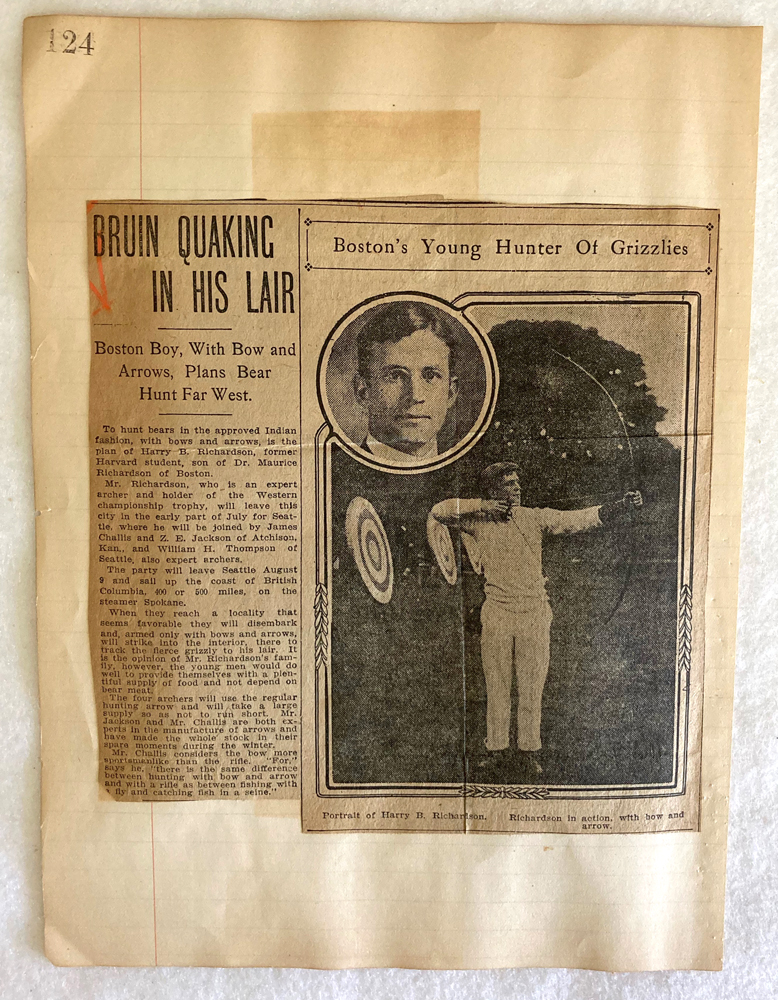 124
BRUIN QUAKING
IN HIS LAIR
Boston Boy, With Bow and
Arrows, Plans Bear
Hunt Far West.
To hunt bears in the approved Indian
fashion, with bows and arrows, is the
plan of Harry B. Richardson, former
Harvard student, son of Dr. Maurice
Richardson of Boston.
Mr. Richardson, who is an expert
archer and holder of the Western
championship trophy, will leave this
city in the early part of July for Seat-
tle, where he will be joined by James
Challis and Z. E. Jackson of Atchison,
Kan., and William H. Thompson of
Seattle, also expert archers.
The party will leave Seattle August
9 and sail up the coast of British
Columbia, 400 or 500 miles, on the
steamer Spokane.
When they reach a locality that
seems favorable they will disembark
and, armed only with bows and arrows,
will strike into the interior, there to
track the fierce grizzly to his lair. It
is the opinion of Mr. Richardson's fam-
ily, however, the young men would do
well to provide themselves with a plen-
tiful supply of food and not depend on
bear meat.
The four archers will use the regular
hunting arrow and will take a large
supply so as not to run short. Mr.
Jackson and Mr. Challis are both ex-
perts in the manufacture of arrows and
have made the whole stock in their
spare moments during the winter.
Mr. Challis considers the bow more
sportsmanlike than the rifle. "For,"
says he, "there is the same difference
between hunting with bow and arrow
and with a rifle as between fishing with
fly and catching fish in a seine."
Boston's Young Hunter Of Grizzlies
Portrait of Harry B. Richardson.
Richardson in action, with bow and
arrow.